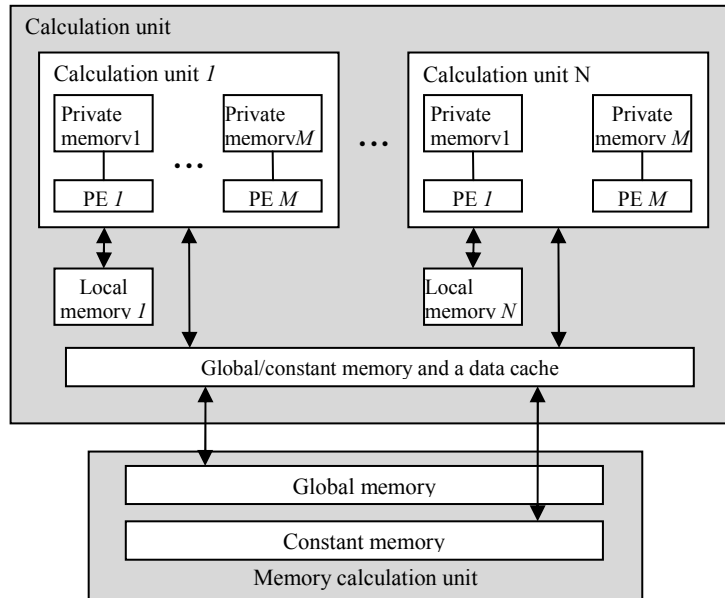 Calculation unit
Calculation unit 1
Calculation unit N
Private
memory1
Private
memoryM
...
Private
memory1
Private
memory M
...
PE 1
PE M
PE 1
PE M
Local
memory 1
Local
memory N
Global/constant memory and a data cache
Global memory
Constant memory
Memory calculation unit